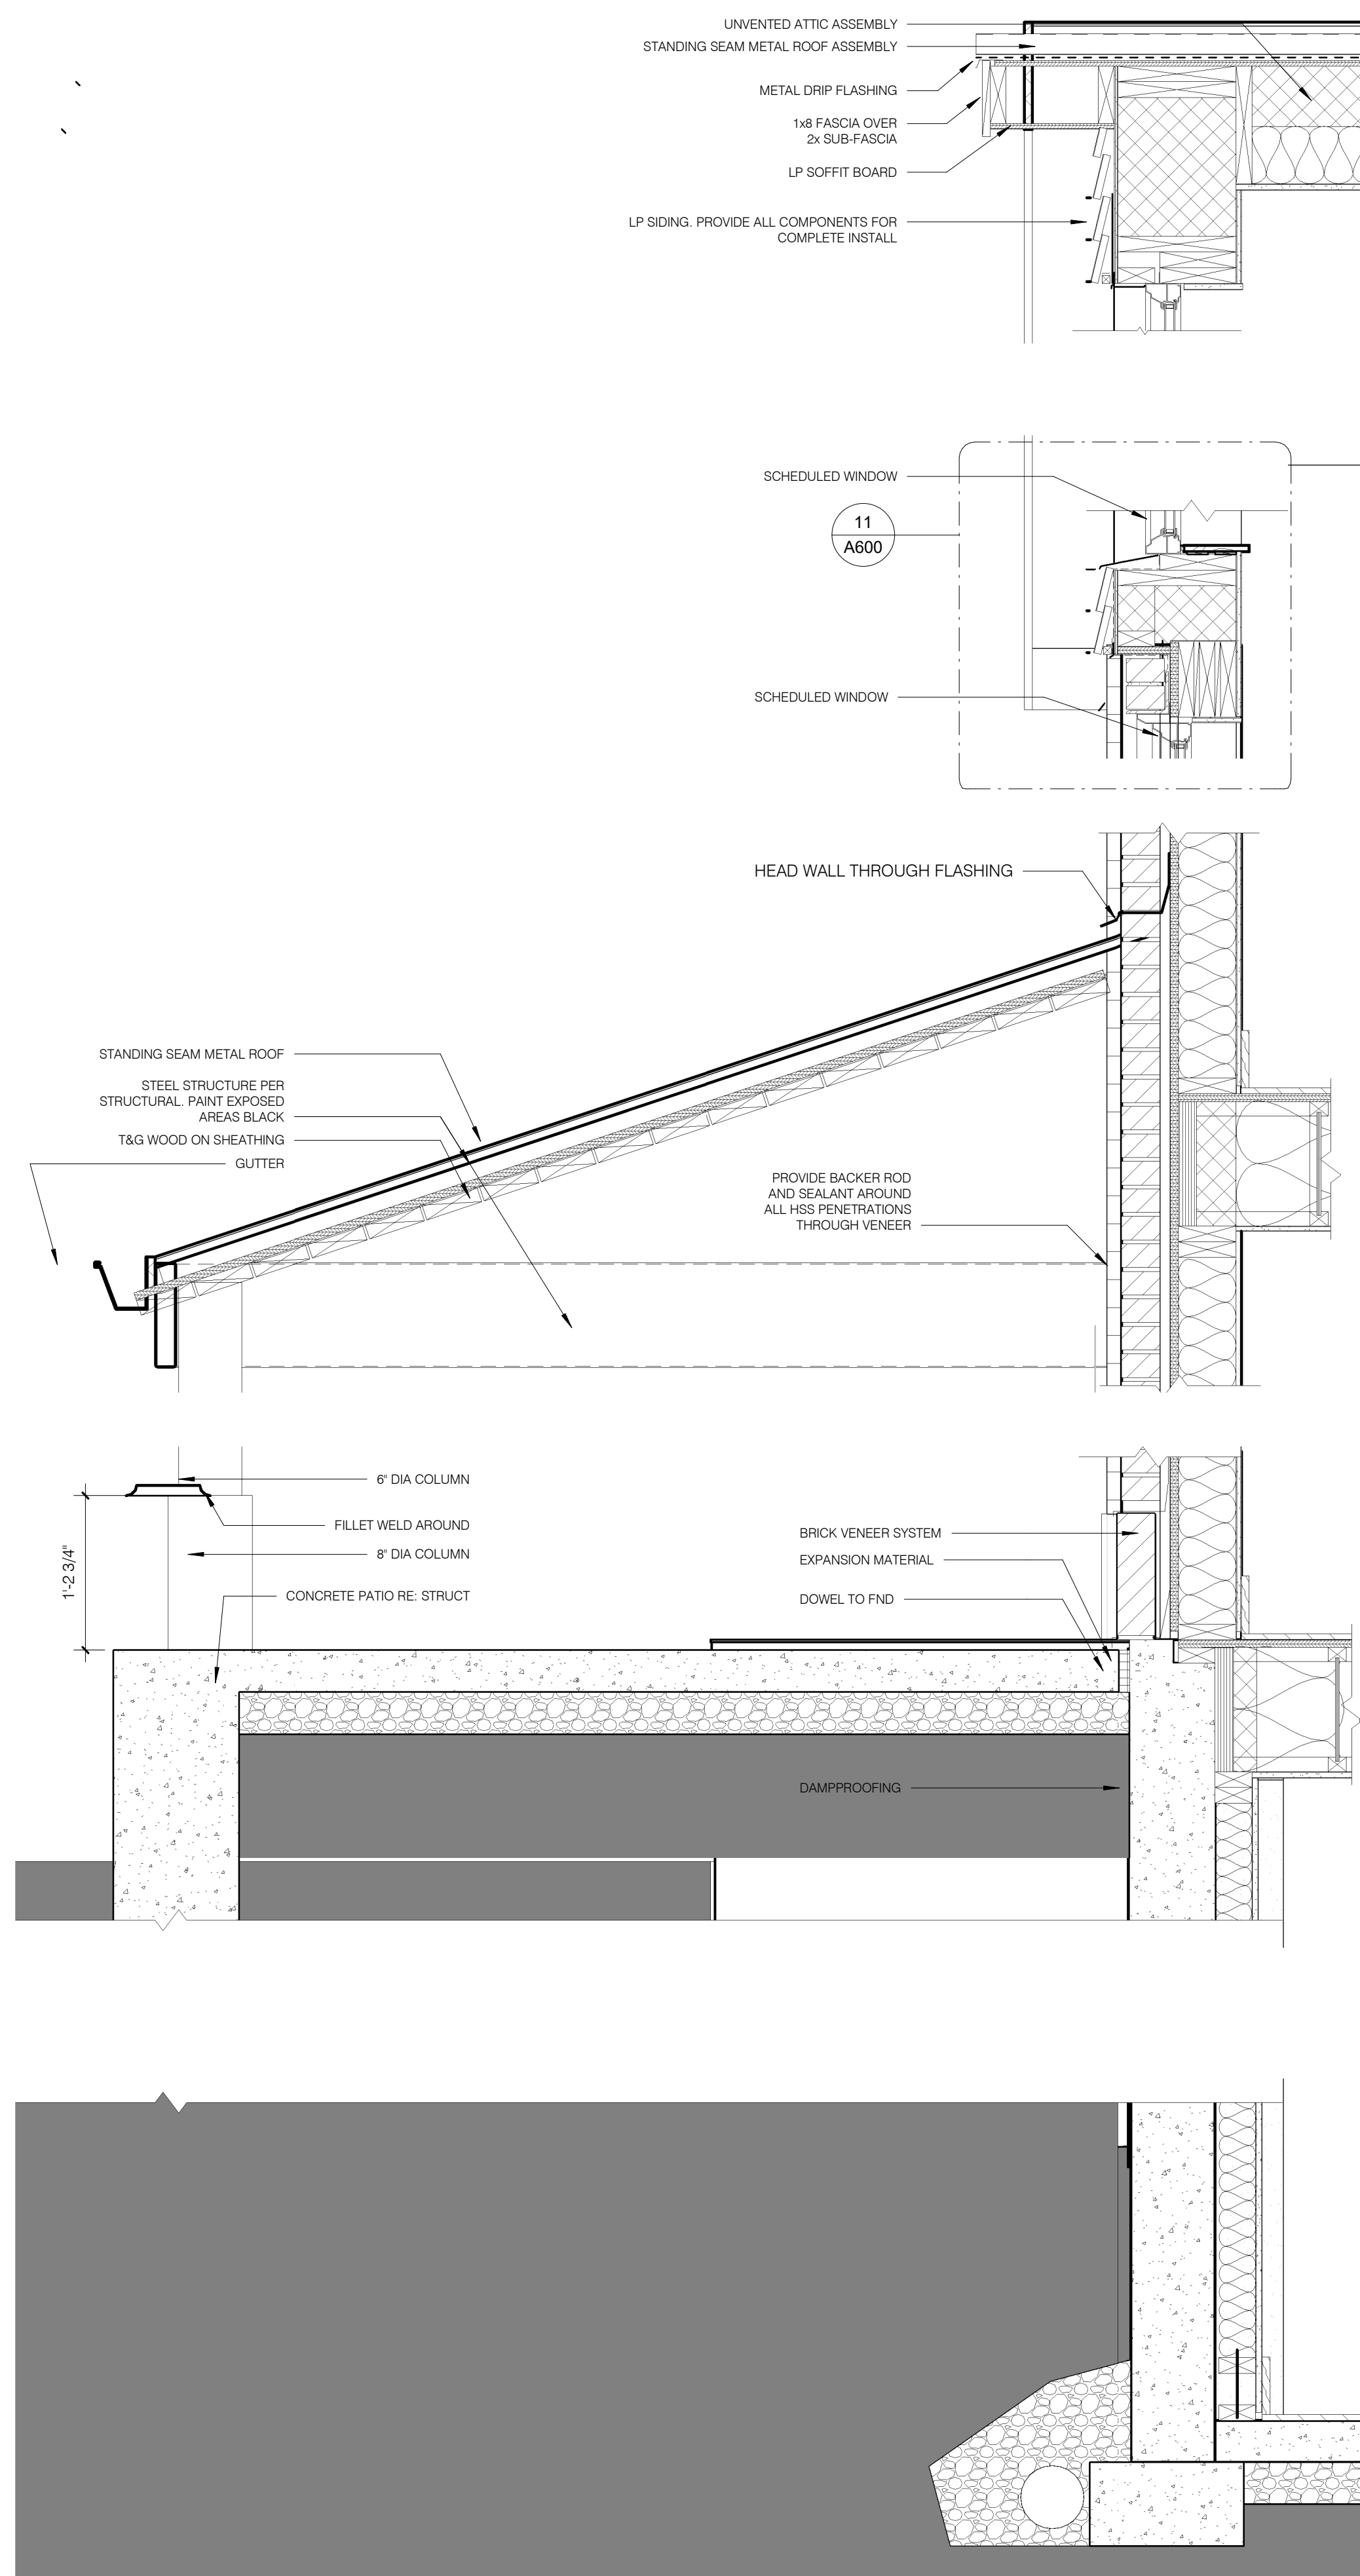 UNVENTED ATTIC ASSEMBLY
STANDING SEAM METAL ROOF ASSEMBLY
METAL DRIP FLASHING
1x8 FASCIA OVER
2x SUB-FASCIA
LP SOFFIT BOARD
LP SIDING. PROVIDE ALL COMPONENTS FOR
COMPLETE INSTALL
SCHEDULED WINDOW
11
A600
SCHEDULED WINDOW
HEAD WALL THROUGH FLASHING
STANDING SEAM METAL ROOF
STEEL STRUCTURE PER
STRUCTURAL. PAINT EXPOSED
AREAS BLACK
T&G WOOD ON SHEATHING
GUTTER
PROVIDE BACKER ROD
AND SEALANT AROUND
ALL HSS PENETRATIONS
THROUGH VENEER
6" DIA COLUMN
FILLET WELD AROUND
8" DIA COLUMN
CONCRETE PATIO RE: STRUCT
1'-2 3/4"
BRICK VENEER SYSTEM
EXPANSION MATERIAL
DOWEL TO FND
DAMPPROOFING